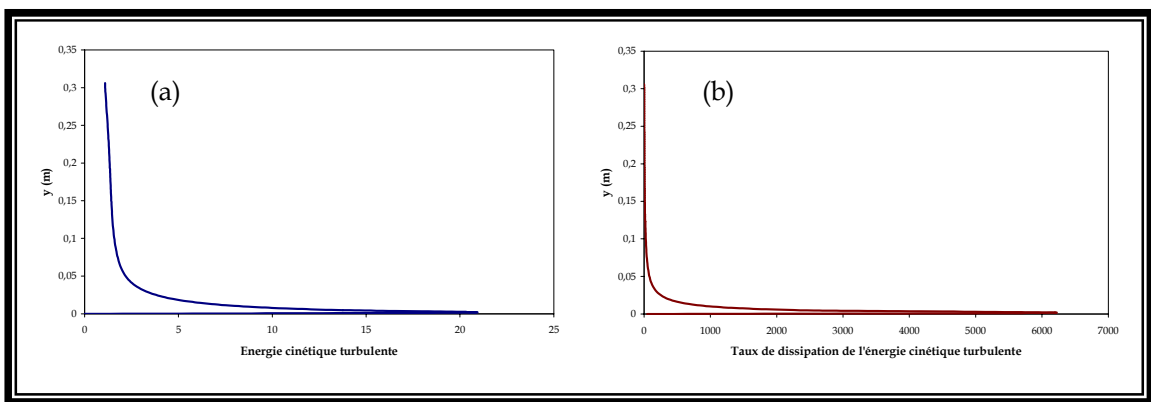 (a)
y (m)
0,35
0,3
0,25
0,2
0,15
0,1
0,05
0
0 5 10 15 20 25
Energie cinétique turbulente
(b)
y (m)
0,35
0,3
0,25
0,2
0,15
0,1
0,05
0
0 1000 2000 3000 4000 5000 6000 7000
Taux de dissipation de l'énergie cinétique turbulente